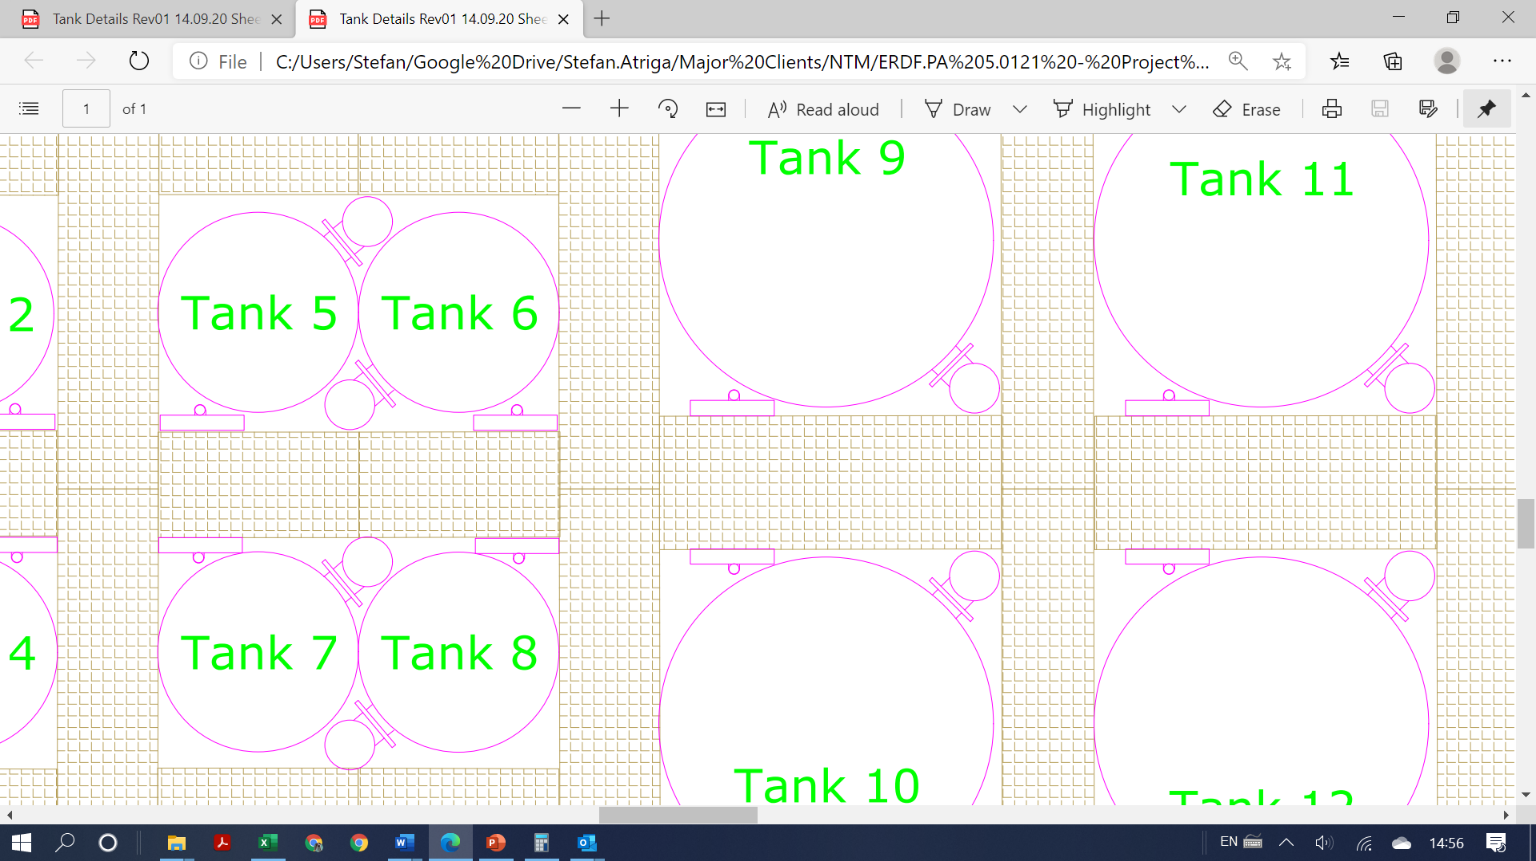 Tank Details Rev01 14.09.20 Shee
Tank Details Rev01 14.09.20 Shee
File
C:/Users/Stefan/Google%20Drive/Stefan.Atriga/Major%20Clients/NTM/ERDF.PA%205.0121%20-%20Project%...
1 of 1
Read aloud
Draw
Highlight
Erase
Tank 9
Tank 11
2
Tank 5
Tank 6
4
Tank 7
Tank 8
Tank 10
Tank 12
EN
14:56